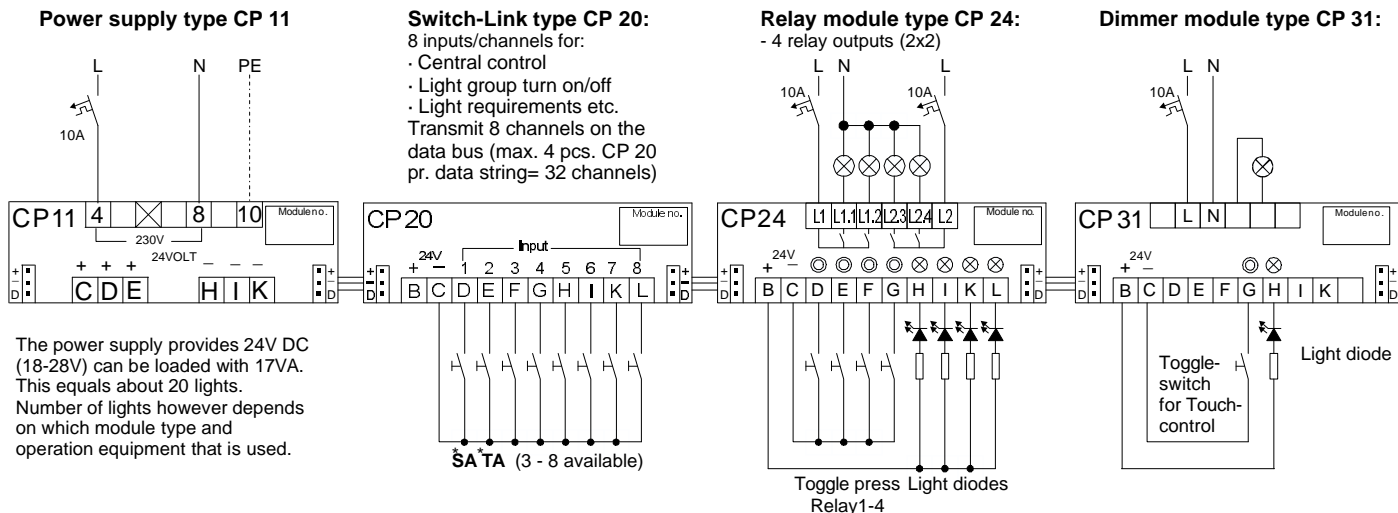 Power supply type CP 11
L N PE
10A
CP11 4 8 10 Module no.
230V
24VOLT
+ + + – – –
+ – D C D E H I K + – D
The power supply provides 24V DC
(18-28V) can be loaded with 17VA.
This equals about 20 lights.
Number of lights however depends
on which module type and
operation equipment that is used.
Switch-Link type CP 20:
8 inputs/channels for:
· Central control
· Light group turn on/off
· Light requirements etc.
Transmit 8 channels on the
data bus (max. 4 pcs. CP 20
pr. data string= 32 channels)
CP20 Module no.
Input
24V
+ – 1 2 3 4 5 6 7 8
+ – D B C D E F G H I K L + – D
*SA *TA (3 - 8 available)
Relay module type CP 24:
- 4 relay outputs (2x2)
L N L
10A 10A
CP24 L1 L1.1 L1.2 L2.3 L2.4 L2 Module no.
24V
+ –
+ – D B C D E F G H I K L + – D
Toggle press Light diodes
Relay1-4
Dimmer module type CP 31:
L N
10A
CP 31 L N Module no.
24V
+ –
+ – D B C D E F G H I K + – D
Toggle-
switch
for Touch-
control
Light diode